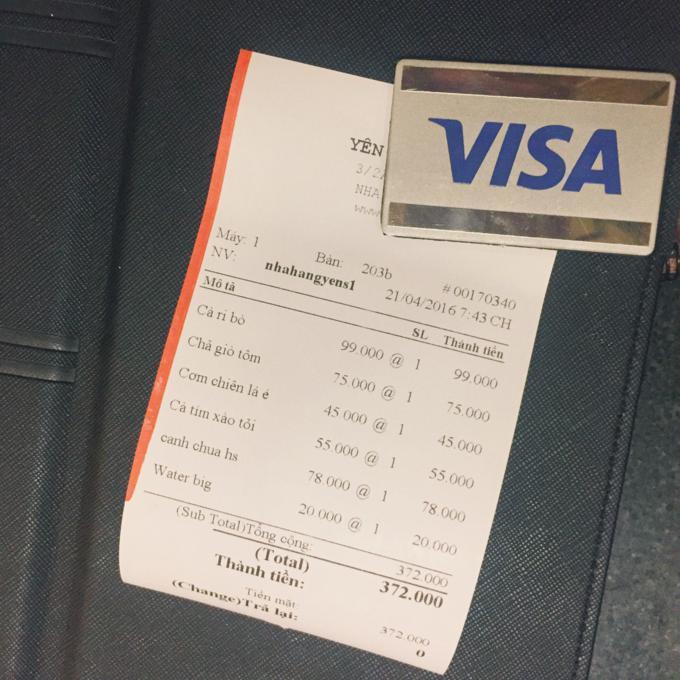 VISA
YÊN
3/2
NHA
www
Máy: 1 Bàn: 203b # 00170340
NV: nhahangyens1 21/04/2016 7:43 CH
Mô tả SL Thành tiền
Cà ri bò 99.000 @ 1 99.000
Chả giò tôm 75.000 @ 1 75.000
Cơm chiên lá é 45.000 @ 1 45.000
Cà tím xào tỏi 55.000 @ 1 55.000
canh chua hs 78.000 @ 1 78.000
Water big 20.000 @ 1 20.000
(Sub Total)Tổng cộng: 372.000
(Total)
Thành tiền: 372.000
Tiền mặt: 372.000
(Change)Trả lại: 0